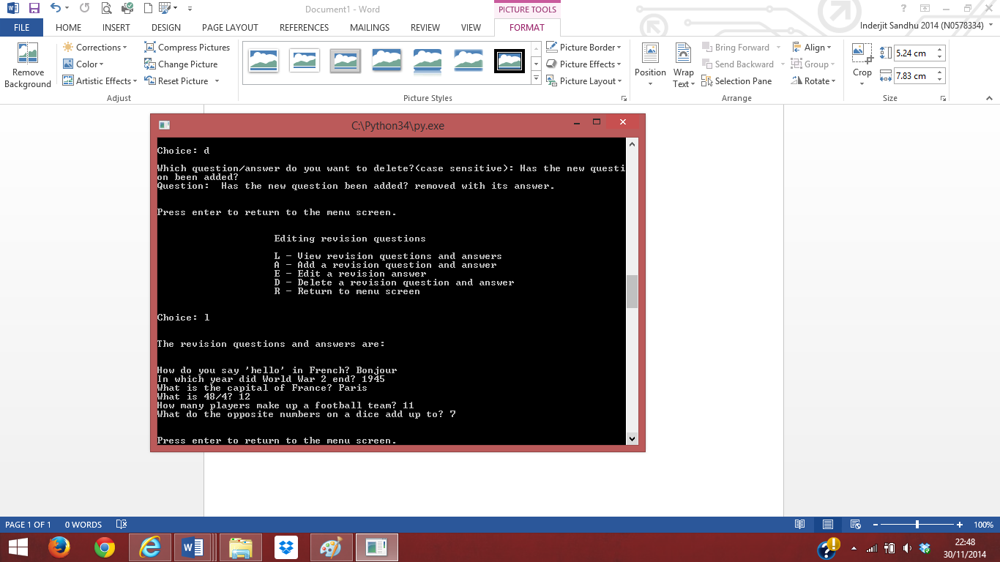 Document1 - Word
PICTURE TOOLS
?
FILE
HOME
INSERT
DESIGN
PAGE LAYOUT
REFERENCES
MAILINGS
REVIEW
VIEW
FORMAT
Inderjit Sandhu 2014 (N0578334)
Remove
Background
Corrections
Color
Artistic Effects
Compress Pictures
Change Picture
Reset Picture
Adjust
Picture Styles
Picture Border
Picture Effects
Picture Layout
Position
Wrap
Text
Bring Forward
Send Backward
Selection Pane
Align
Group
Rotate
Arrange
Crop
5.24 cm
7.83 cm
Size
C:\Python34\py.exe
Choice: d
Which question/answer do you want to delete?(case sensitive): Has the new questi
on been added?
Question:  Has the new question been added? removed with its answer.
Press enter to return to the menu screen.
Editing revision questions
L - View revision questions and answers
A - Add a revision question and answer
E - Edit a revision answer
D - Delete a revision question and answer
R - Return to menu screen
Choice: l
The revision questions and answers are:
How do you say 'hello' in French? Bonjour
In which year did World War 2 end? 1945
What is the capital of France? Paris
What is 48/4? 12
How many players make up a football team? 11
What do the opposite numbers on a dice add up to? 7
Press enter to return to the menu screen.
PAGE 1 OF 1
0 WORDS
100%
22:48
30/11/2014